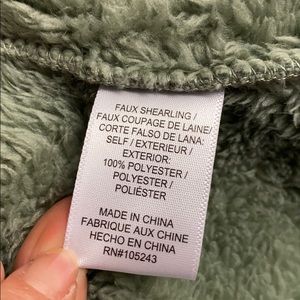 FAUX SHEARLING /
FAUX COUPAGE DE LAINE/
CORTE FALSO DE LANA:
SELF / EXTERIEUR /
EXTERIOR:
100% POLYESTER /
POLYESTER /
POLIÉSTER
MADE IN CHINA
FABRIQUE AUX CHINE
HECHO EN CHINA
RN#105243